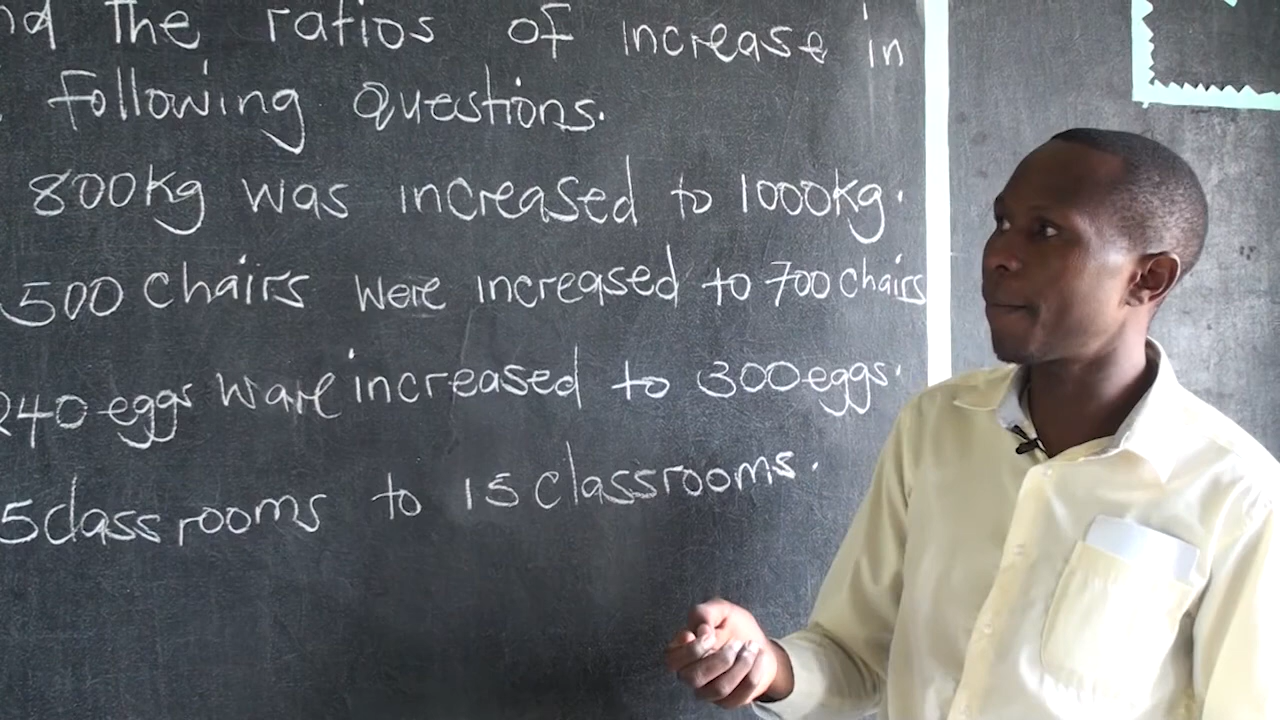 nd the ratios of increase in
following questions.
800kg was increased to 1000kg.
500 chairs were increased to 700 chairs
240 eggs ware increased to 300 eggs.
5 classrooms to 15 classrooms.